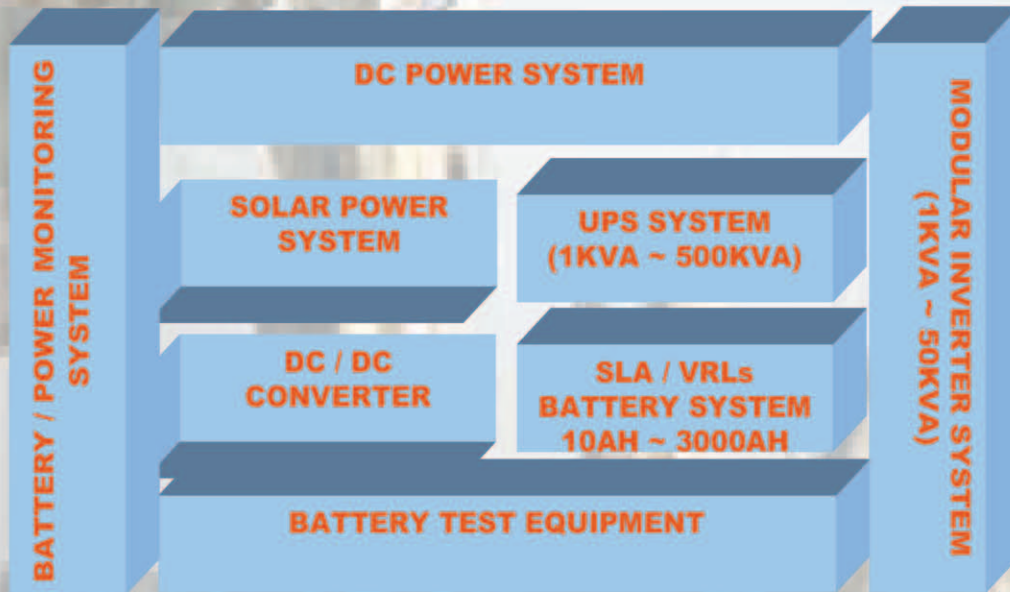 BATTERY / POWER MONITORING
SYSTEM
DC POWER SYSTEM
SOLAR POWER
SYSTEM
UPS SYSTEM
(1KVA ~ 500KVA)
DC / DC
CONVERTER
SLA / VRLs
BATTERY SYSTEM
10AH ~ 3000AH
BATTERY TEST EQUIPMENT
MODULAR INVERTER SYSTEM
(1KVA ~ 50KVA)